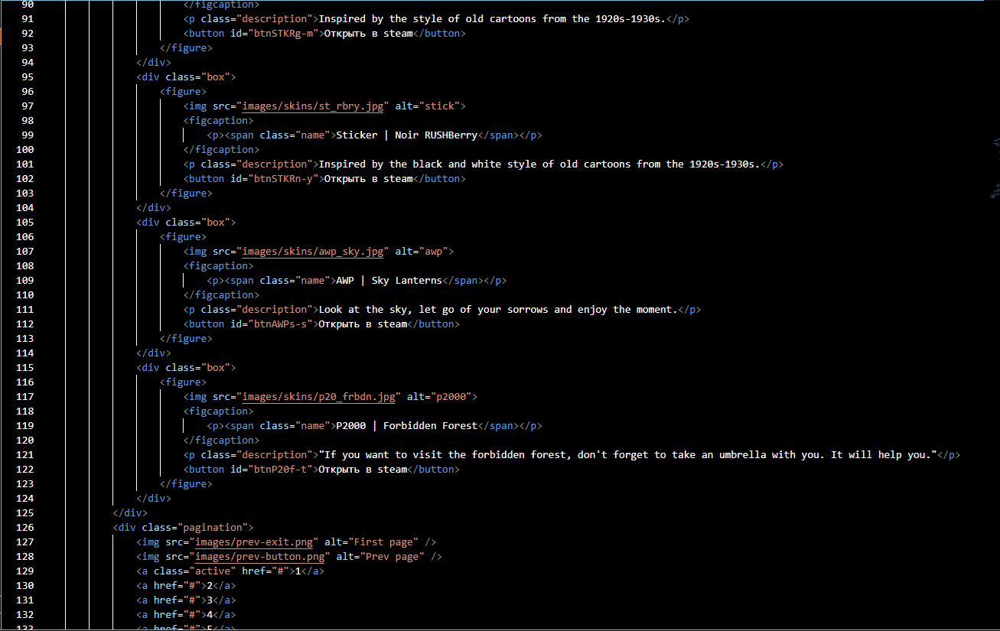 90 </figcaption>
91 <p class="description">Inspired by the style of old cartoons from the 1920s-1930s.</p>
92 <button id="btnSTKRg-m">Открыть в steam</button>
93 </figure>
94 </div>
95 <div class="box">
96 <figure>
97 <img src="images/skins/st_rbry.jpg" alt="stick">
98 <figcaption>
99 <p><span class="name">Sticker | Noir RUSHBerry</span></p>
100 </figcaption>
101 <p class="description">Inspired by the black and white style of old cartoons from the 1920s-1930s.</p>
102 <button id="btnSTKRn-y">Открыть в steam</button>
103 </figure>
104 </div>
105 <div class="box">
106 <figure>
107 <img src="images/skins/awp_sky.jpg" alt="awp">
108 <figcaption>
109 <p><span class="name">AWP | Sky Lanterns</span></p>
110 </figcaption>
111 <p class="description">Look at the sky, let go of your sorrows and enjoy the moment.</p>
112 <button id="btnAWPs-s">Открыть в steam</button>
113 </figure>
114 </div>
115 <div class="box">
116 <figure>
117 <img src="images/skins/p20_frbdn.jpg" alt="p2000">
118 <figcaption>
119 <p><span class="name">P2000 | Forbidden Forest</span></p>
120 </figcaption>
121 <p class="description">"If you want to visit the forbidden forest, don't forget to take an umbrella with you. It will help you."</p>
122 <button id="btnP20f-t">Открыть в steam</button>
123 </figure>
124 </div>
125 </div>
126 <div class="pagination">
127 <img src="images/prev-exit.png" alt="First page" />
128 <img src="images/prev-button.png" alt="Prev page" />
129 <a class="active" href="#">1</a>
130 <a href="#">2</a>
131 <a href="#">3</a>
132 <a href="#">4</a>
133 <a href="#">5</a>